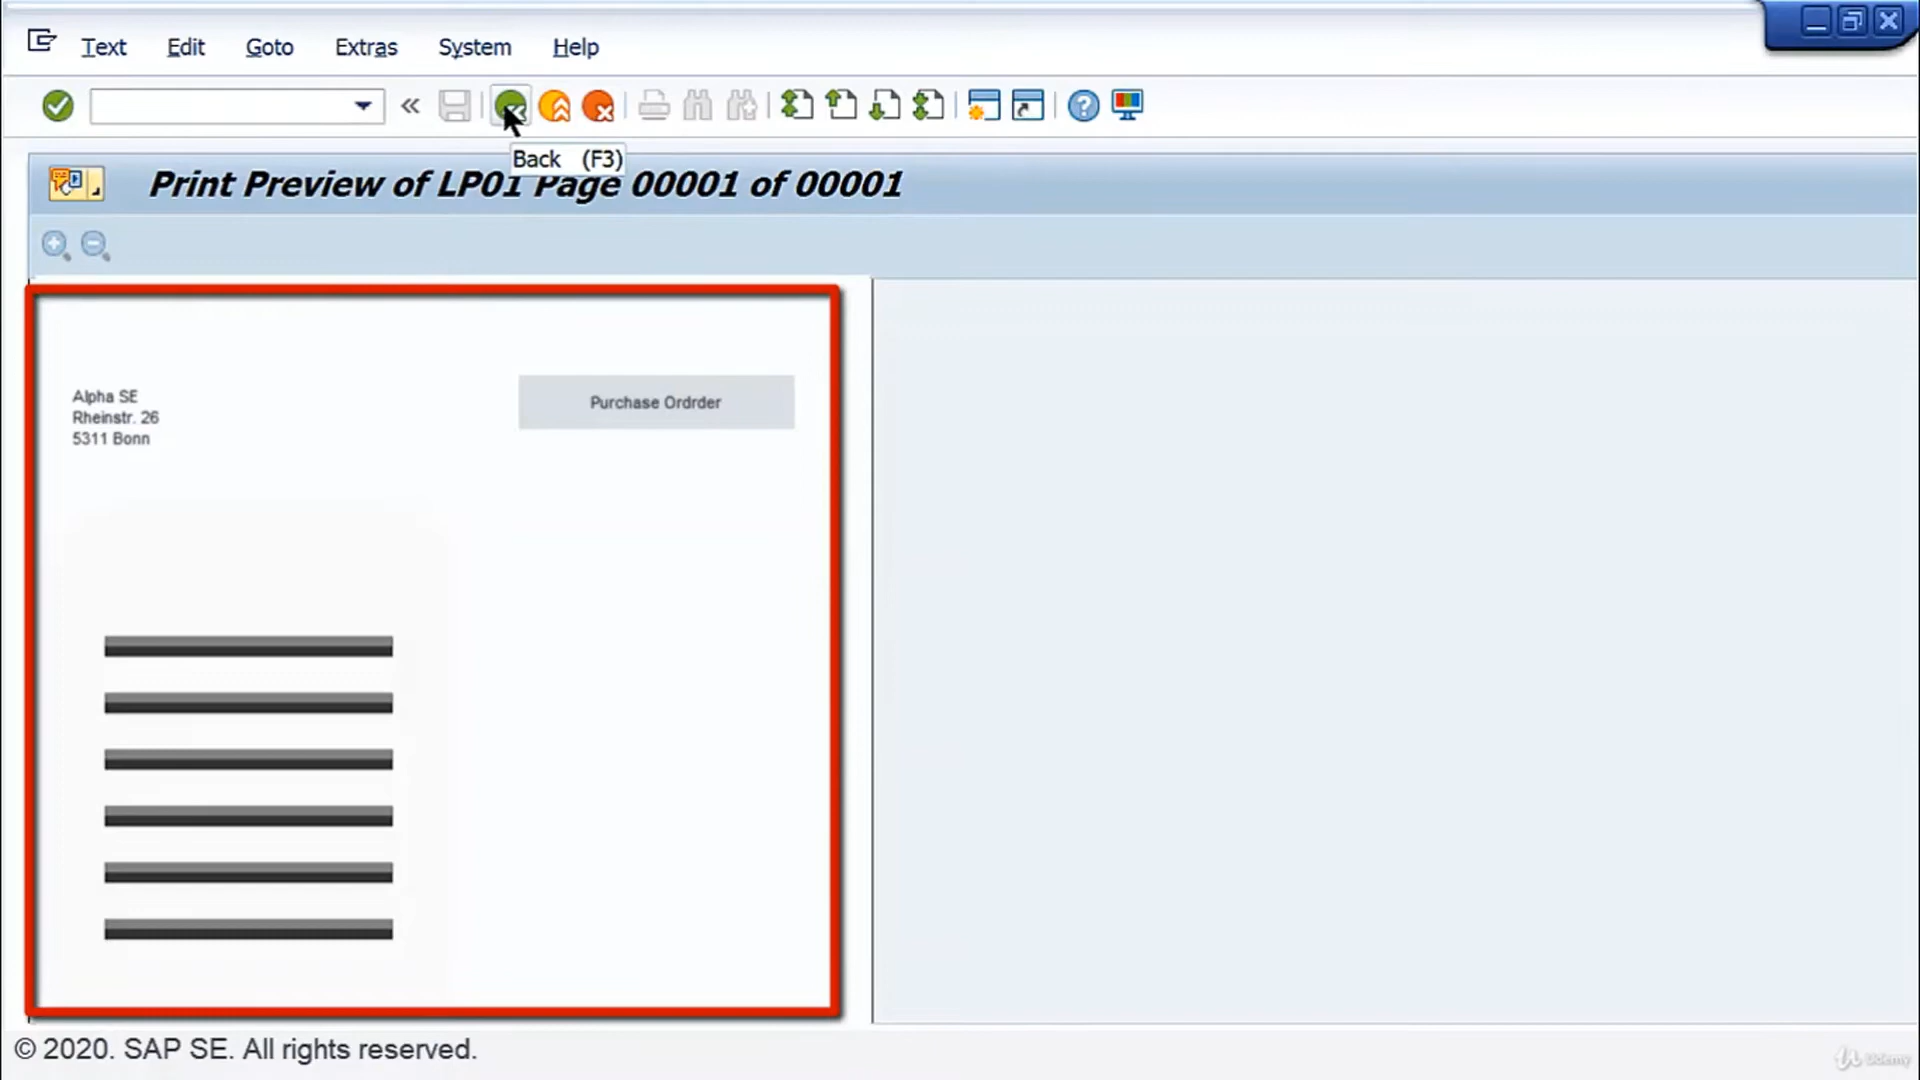 Text Edit Goto Extras System Help
Back (F3)
Print Preview of LP01 Page 00001 of 00001
Alpha SE
Rheinstr. 26
5311 Bonn
Purchase Ordrder
© 2020. SAP SE. All rights reserved.
Udemy